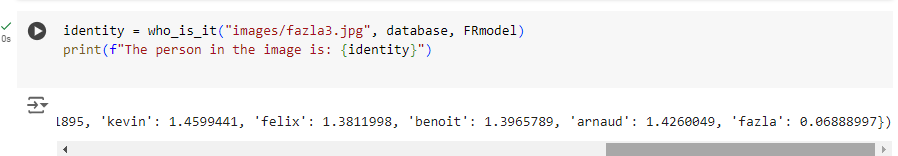 identity = who_is_it("images/fazla3.jpg", database, FRmodel)
print(f"The person in the image is: {identity}")
0s
1895, 'kevin': 1.4599441, 'felix': 1.3811998, 'benoit': 1.3965789, 'arnaud': 1.4260049, 'fazla': 0.06888997})